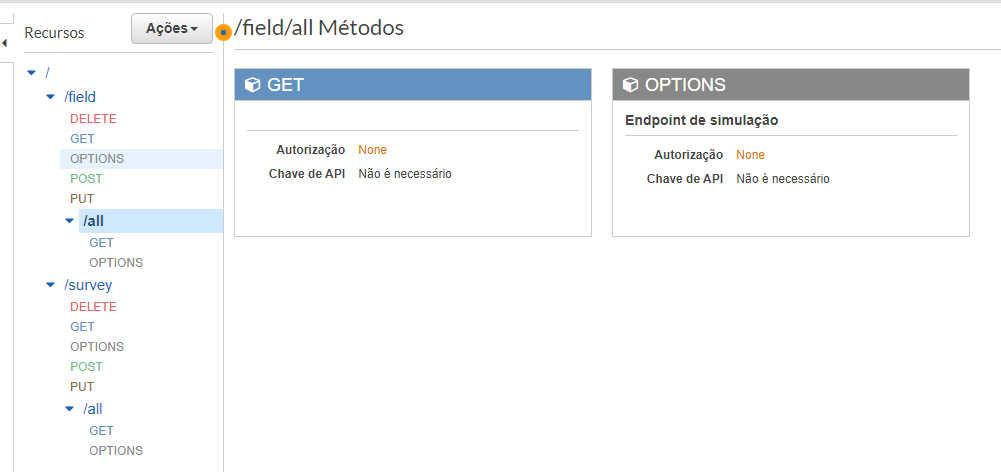 Recursos
Ações
/
/field
DELETE
GET
OPTIONS
POST
PUT
/all
GET
OPTIONS
/survey
DELETE
GET
OPTIONS
POST
PUT
/all
GET
OPTIONS
/field/all Métodos
GET
Autorização None
Chave de API Não é necessário
OPTIONS
Endpoint de simulação
Autorização None
Chave de API Não é necessário